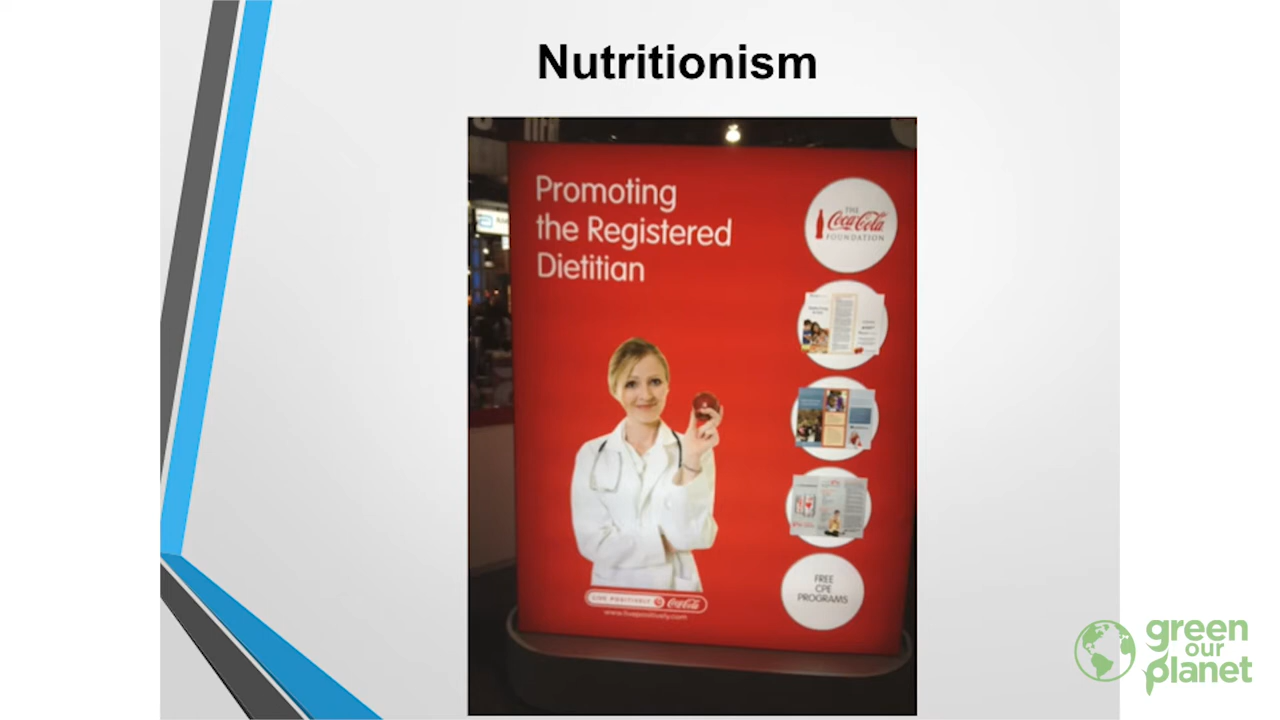 Nutritionism
Promoting
the Registered
Dietitian
THE
Coca-Cola
FOUNDATION
FREE
CPE
PROGRAMS
LIVE POSITIVELY Coca-Cola
www.livepositively.com
green
our
planet